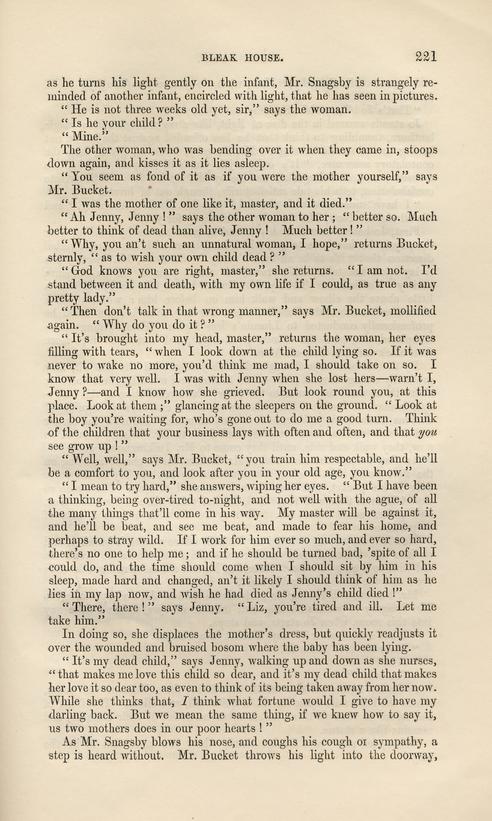 BLEAK HOUSE. 221
as he turns his light gently on the infant, Mr. Snagsby is strangely re-
minded of another infant, encircled with light, that he has seen in pictures.
“ He is not three weeks old yet, sir,” says the woman.
“ Is he your child ? ”
“ Mine.”
The other woman, who was bending over it when they came in, stoops
down again, and kisses it as it lies asleep.
“ You seem as fond of it as if you were the mother yourself,” says
Mr. Bucket.
“ I was the mother of one like it, master, and it died.”
“ Ah Jenny, Jenny ! ” says the other woman to her ; “ better so. Much
better to think of dead than alive, Jenny ! Much better ! ”
“ Why, you an’t such an unnatural woman, I hope,” returns Bucket,
sternly, “ as to wish your own child dead ? ”
“ God knows you are right, master,” she returns. “ I am not. I’d
stand between it and death, with my own life if I could, as true as any
pretty lady.”
“ Then don’t talk in that wrong manner,” says Mr. Bucket, mollified
again. “ Why do you do it ? ”
“ It’s brought into my head, master,” returns the woman, her eyes
filling with tears, “ when I look down at the child lying so. If it was
never to wake no more, you’d think me mad, I should take on so. I
know that very well. I was with Jenny when she lost hers—warn’t I,
Jenny ?—and I know how she grieved. But look round you, at this
place. Look at them ;” glancing at the sleepers on the ground. “ Look at
the boy you’re waiting for, who’s gone out to do me a good turn. Think
of the children that your business lays with often and often, and that you
see grow up ! ”
“ Well, well,” says Mr. Bucket, “ you train him respectable, and he’ll
be a comfort to you, and look after you in your old age, you know.”
“ I mean to try hard,” she answers, wiping her eyes. “ But I have been
a thinking, being over-tired to-night, and not well with the ague, of all
the many things that’ll come in his way. My master will be against it,
and he’ll be beat, and see me beat, and made to fear his home, and
perhaps to stray wild. If I work for him ever so much, and ever so hard,
there’s no one to help me ; and if he should be turned bad, ’spite of all I
could do, and the time should come when I should sit by him in his
sleep, made hard and changed, an’t it likely I should think of him as he
lies in my lap now, and wish he had died as Jenny’s child died !”
“ There, there ! ” says Jenny. “ Liz, you’re tired and ill. Let me
take him.”
In doing so, she displaces the mother’s dress, but quickly readjusts it
over the wounded and bruised bosom where the baby has been lying.
“ It’s my dead child,” says Jenny, walking up and down as she nurses,
“ that makes me love this child so dear, and it’s my dead child that makes
her love it so dear too, as even to think of its being taken away from her now.
While she thinks that, I think what fortune would I give to have my
darling back. But we mean the same thing, if we knew how to say it,
us two mothers does in our poor hearts ! ”
As Mr. Snagsby blows his nose, and coughs his cough of sympathy, a
step is heard without. Mr. Bucket throws his light into the doorway,